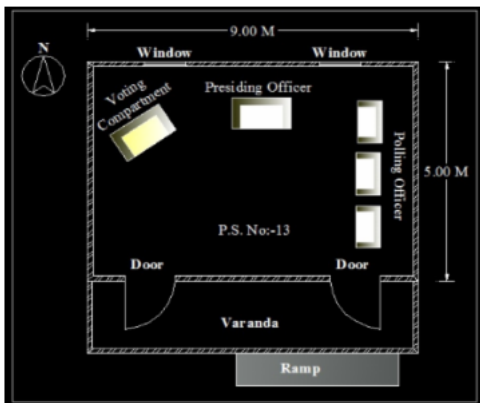 9.00 M
N
Window
Window
Voting
Compartment
Presiding Officer
Polling Officer
5.00 M
P.S. No:-13
Door
Door
Varanda
Ramp